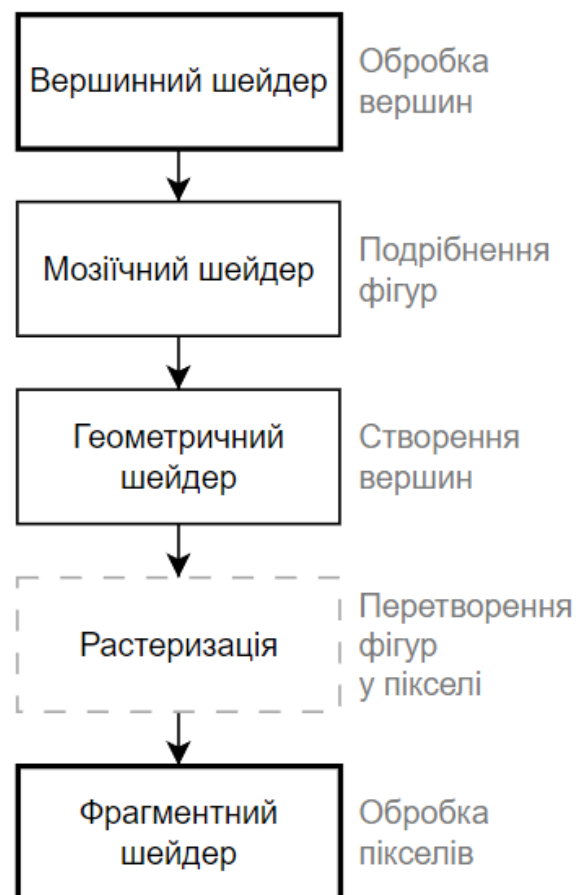 Вершинний шейдер
Обробка
вершин
Мозіїчний шейдер
Подрібнення
фігур
Геометричний
шейдер
Створення
вершин
Растеризація
Перетворення
фігур
у пікселі
Фрагментний
шейдер
Обробка
пікселів